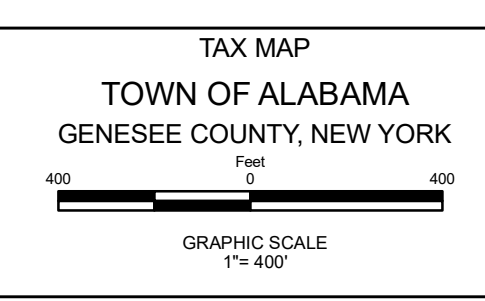 TAX MAP
TOWN OF ALABAMA
GENESEE COUNTY, NEW YORK
Feet
400 0 400
GRAPHIC SCALE
1"= 400'